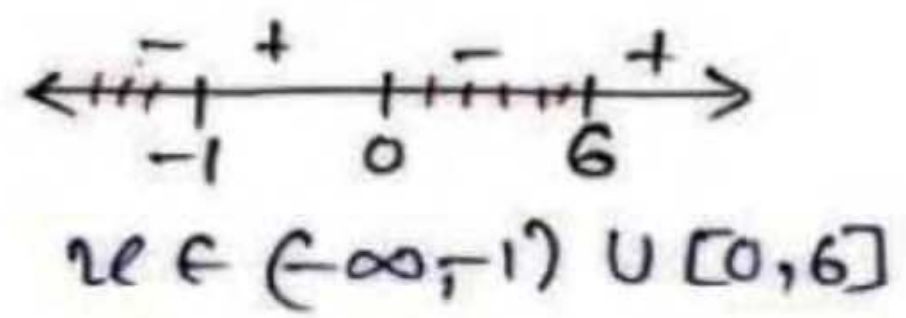 - + - +
-1 0 6
x ∈ (-∞,-1) ∪ [0,6]